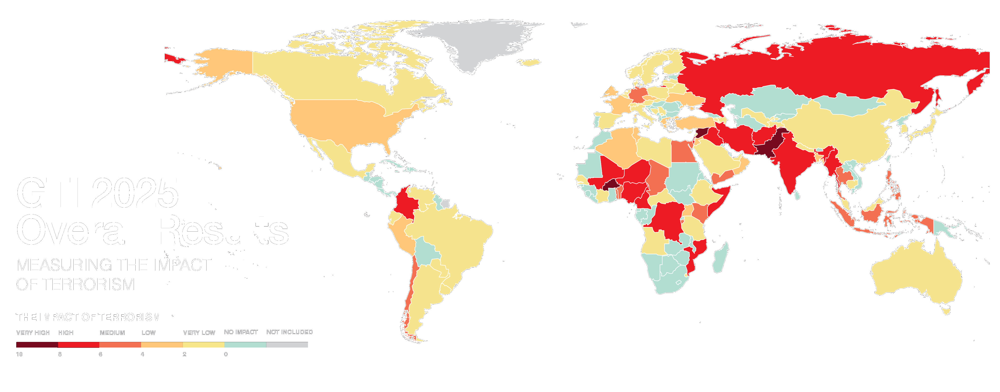 GTI 2025
Overall Results
MEASURING THE IMPACT
OF TERRORISM
THE IMPACT OF TERRORISM
VERY HIGH HIGH MEDIUM LOW VERY LOW NO IMPACT NOT INCLUDED
10 8 6 4 2 0